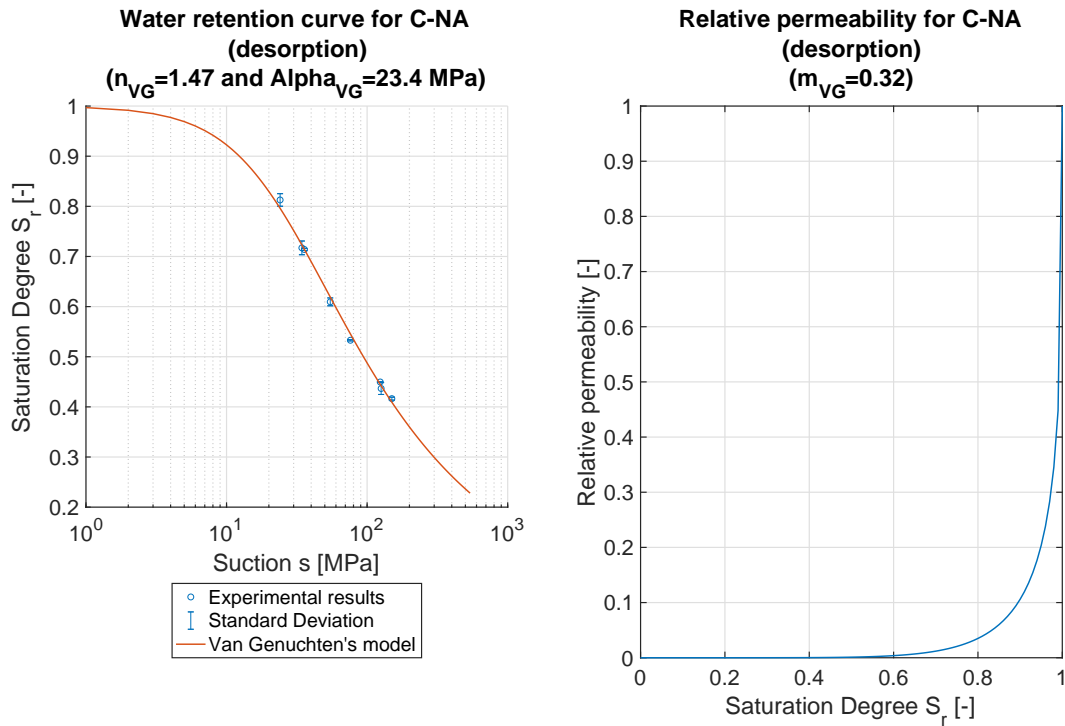 Water retention curve for C-NA
(desorption)
(n_VG=1.47 and Alpha_VG=23.4 MPa)
1
0.9
0.8
0.7
0.6
0.5
0.4
0.3
0.2
Saturation Degree S_r [-]
10^0
10^1
10^2
10^3
Suction s [MPa]
Experimental results
Standard Deviation
Van Genuchten's model
Relative permeability for C-NA
(desorption)
(m_VG=0.32)
1
0.9
0.8
0.7
0.6
0.5
0.4
0.3
0.2
0.1
0
Relative permeability [-]
0
0.2
0.4
0.6
0.8
1
Saturation Degree S_r [-]